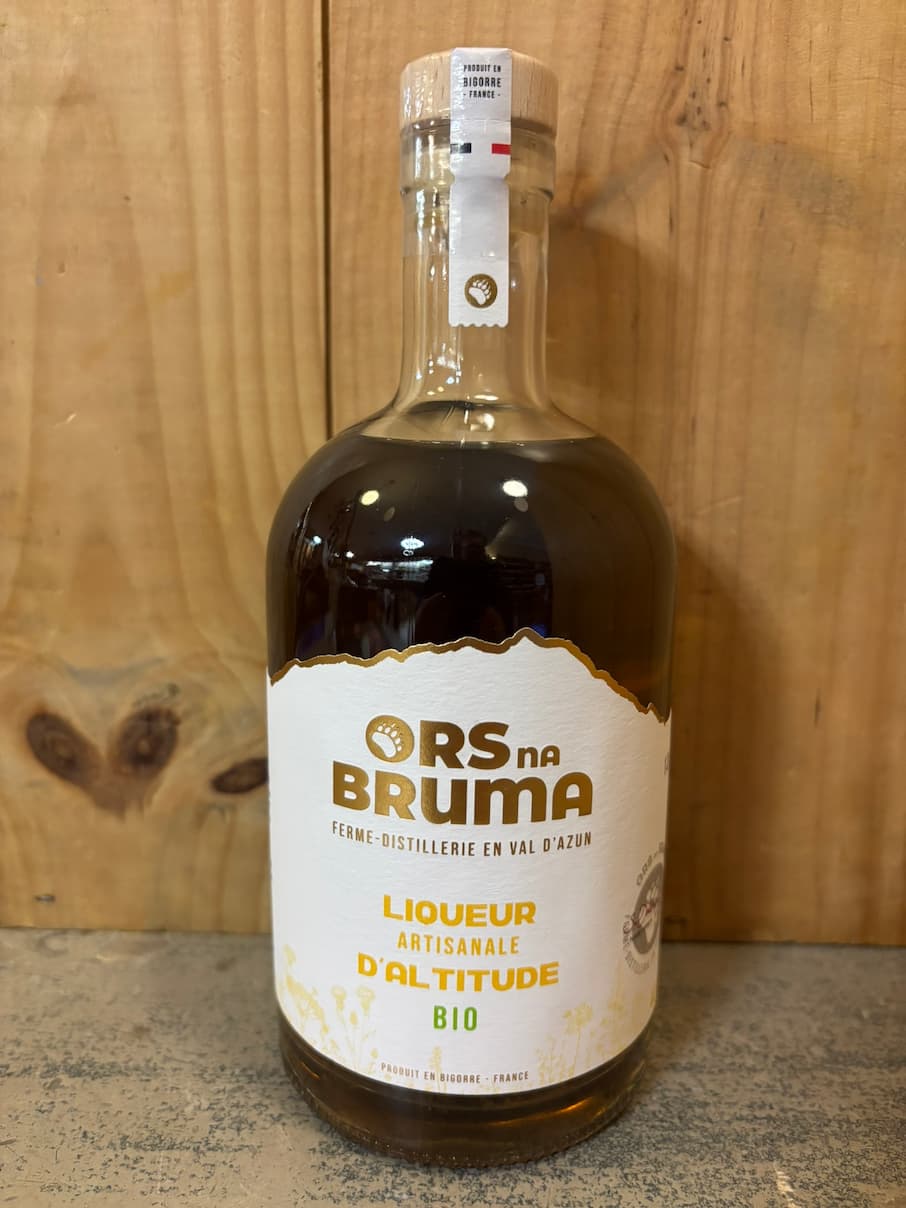 PRODUIT EN
BIGORRE
- FRANCE -
ORS NA
BRUMA
FERME-DISTILLERIE EN VAL D'AZUN
LIQUEUR
ARTISANALE
D'ALTITUDE
BIO
PRODUIT EN BIGORRE - FRANCE